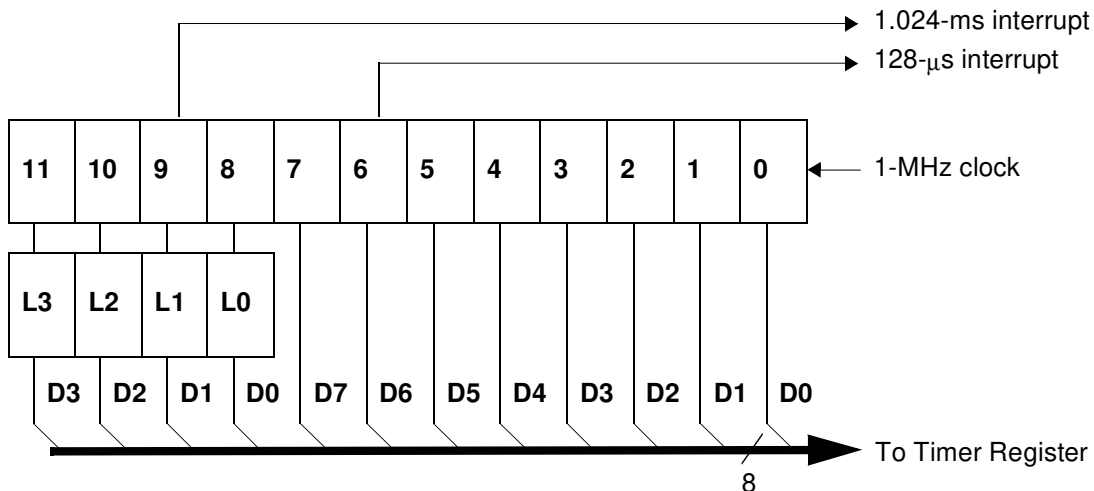 1.024-ms interrupt
128-μs interrupt
11 10 9 8 7 6 5 4 3 2 1 0
1-MHz clock
L3 L2 L1 L0
D3 D2 D1 D0 D7 D6 D5 D4 D3 D2 D1 D0
To Timer Register
8